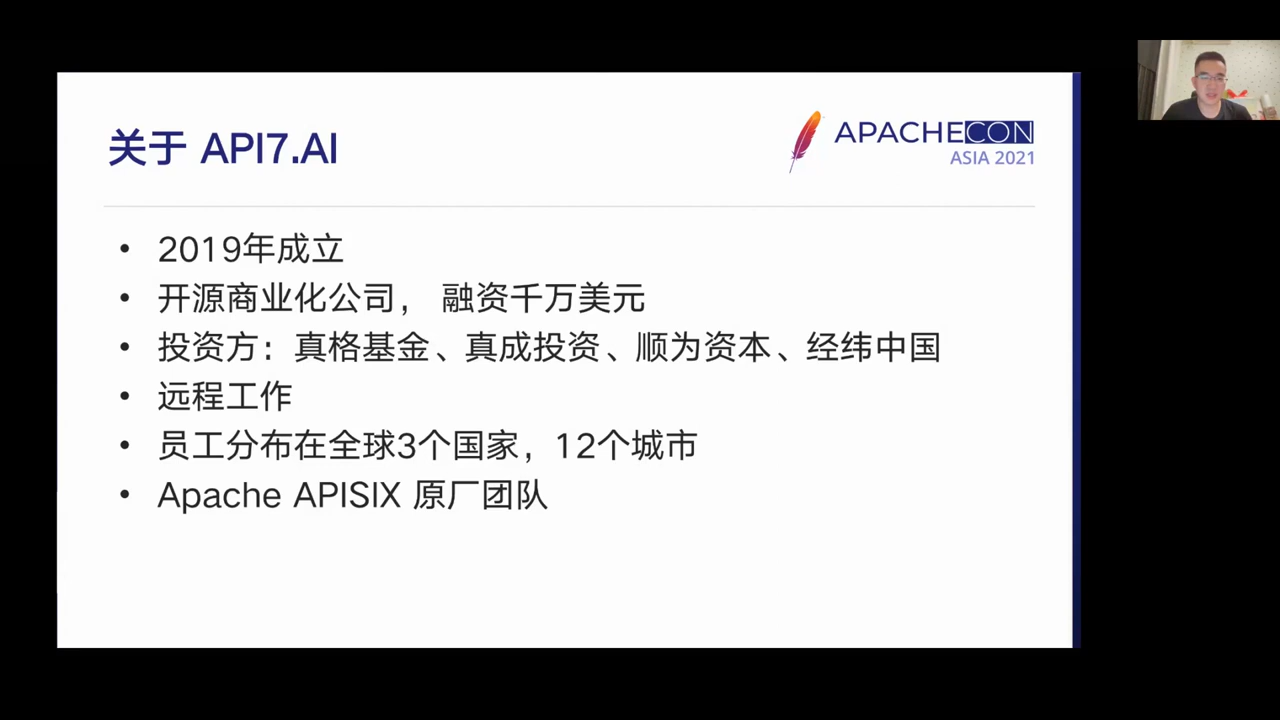 关于 API7.AI
APACHECON
ASIA 2021
• 2019年成立
• 开源商业化公司， 融资千万美元
• 投资方：真格基金、真成投资、顺为资本、经纬中国
• 远程工作
• 员工分布在全球3个国家，12个城市
• Apache APISIX 原厂团队